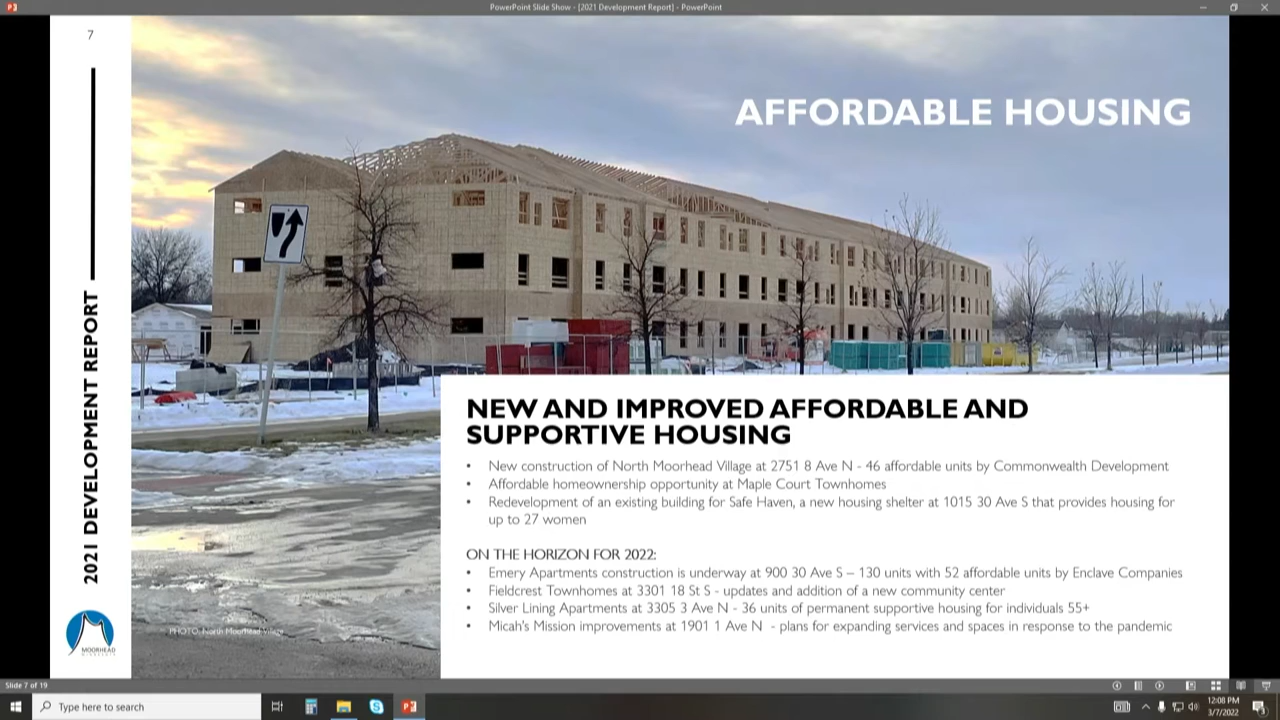 PowerPoint Slide Show - [2021 Development Report] - PowerPoint
7
2021 DEVELOPMENT REPORT
AFFORDABLE HOUSING
NEW AND IMPROVED AFFORDABLE AND
SUPPORTIVE HOUSING
• New construction of North Moorhead Village at 2751 8 Ave N - 46 affordable units by Commonwealth Development
• Affordable homeownership opportunity at Maple Court Townhomes
• Redevelopment of an existing building for Safe Haven, a new housing shelter at 1015 30 Ave S that provides housing for
up to 27 women
ON THE HORIZON FOR 2022:
• Emery Apartments construction is underway at 900 30 Ave S – 130 units with 52 affordable units by Enclave Companies
• Fieldcrest Townhomes at 3301 18 St S - updates and addition of a new community center
• Silver Lining Apartments at 3305 3 Ave N - 36 units of permanent supportive housing for individuals 55+
• Micah's Mission improvements at 1901 1 Ave N - plans for expanding services and spaces in response to the pandemic
PHOTO: North Moorhead Village
MOORHEAD
Slide 7 of 19
Type here to search
12:08 PM
3/7/2022